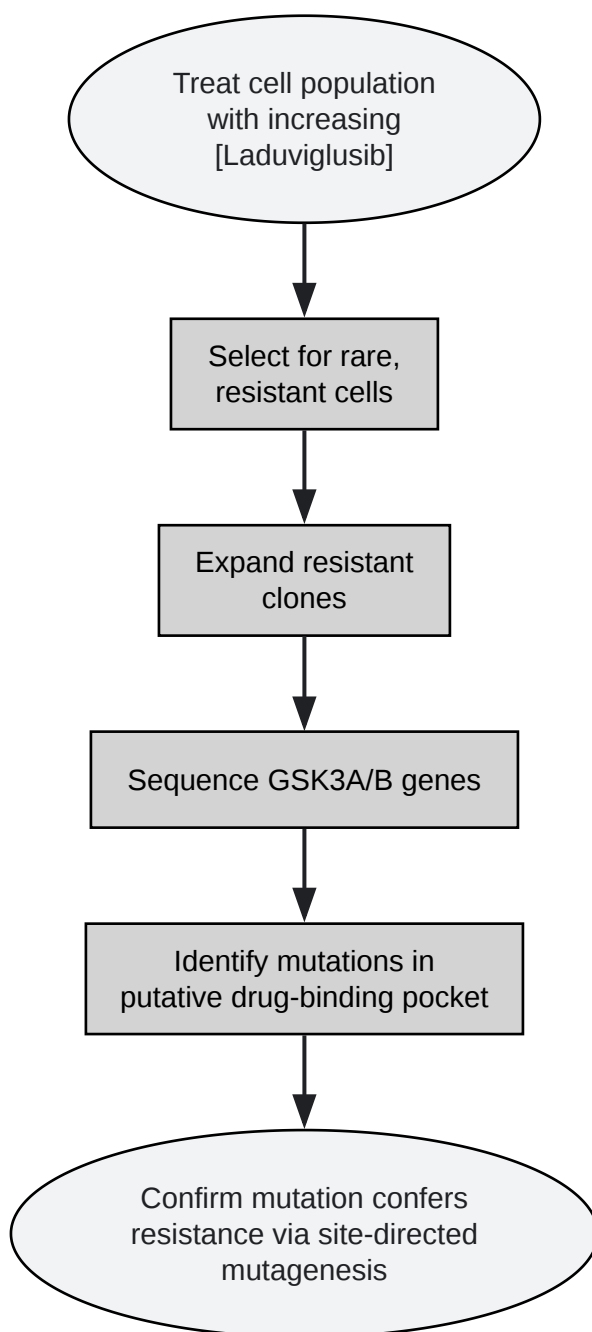 Treat cell population
with increasing
[Laduviglusib]
Select for rare,
resistant cells
Expand resistant
clones
Sequence GSK3A/B genes
Identify mutations in
putative drug-binding pocket
Confirm mutation confers
resistance via site-directed
mutagenesis